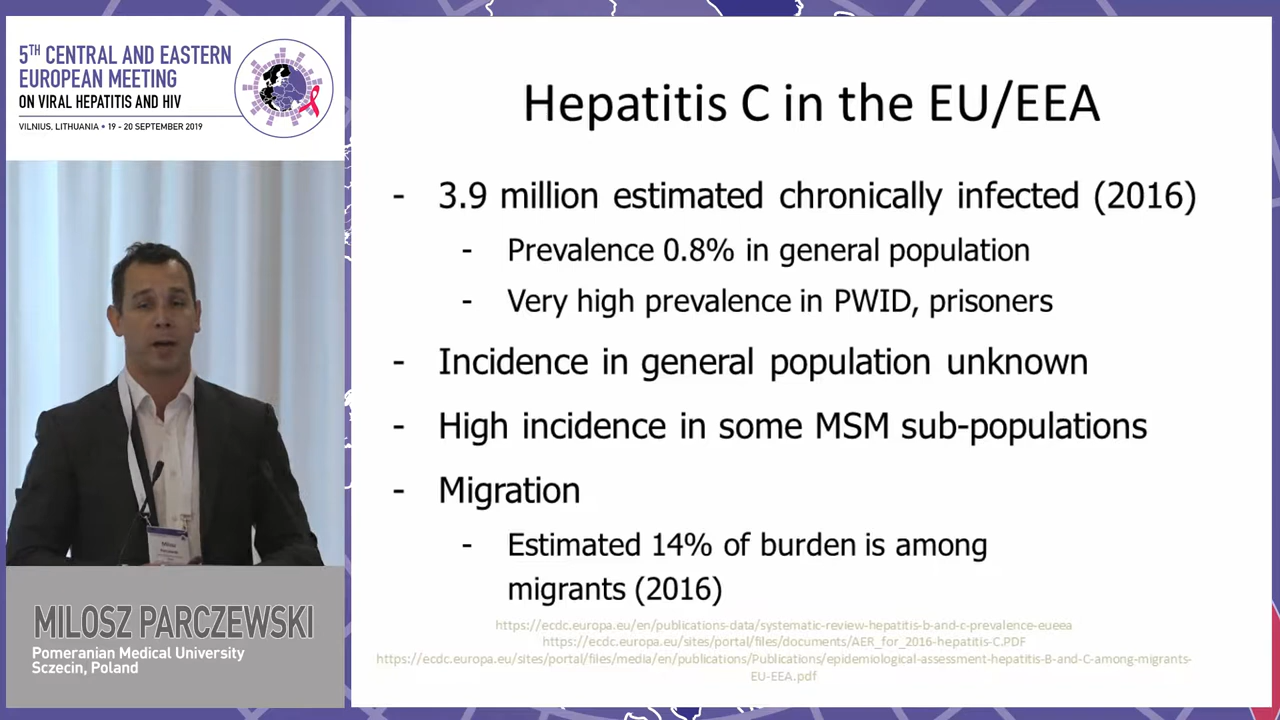 5TH CENTRAL AND EASTERN
EUROPEAN MEETING
ON VIRAL HEPATITIS AND HIV
VILNIUS, LITHUANIA • 19 - 20 SEPTEMBER 2019
MILOSZ PARCZEWSKI
Pomeranian Medical University
Sczecin, Poland
Hepatitis C in the EU/EEA
- 3.9 million estimated chronically infected (2016)
- Prevalence 0.8% in general population
- Very high prevalence in PWID, prisoners
- Incidence in general population unknown
- High incidence in some MSM sub-populations
- Migration
- Estimated 14% of burden is among
migrants (2016)
https://ecdc.europa.eu/en/publications-data/systematic-review-hepatitis-b-and-c-prevalence-eueea
https://ecdc.europa.eu/sites/portal/files/documents/AER_for_2016-hepatitis-C.PDF
https://ecdc.europa.eu/sites/portal/files/media/en/publications/Publications/epidemiological-assessment-hepatitis-B-and-C-among-migrants-
EU-EEA.pdf